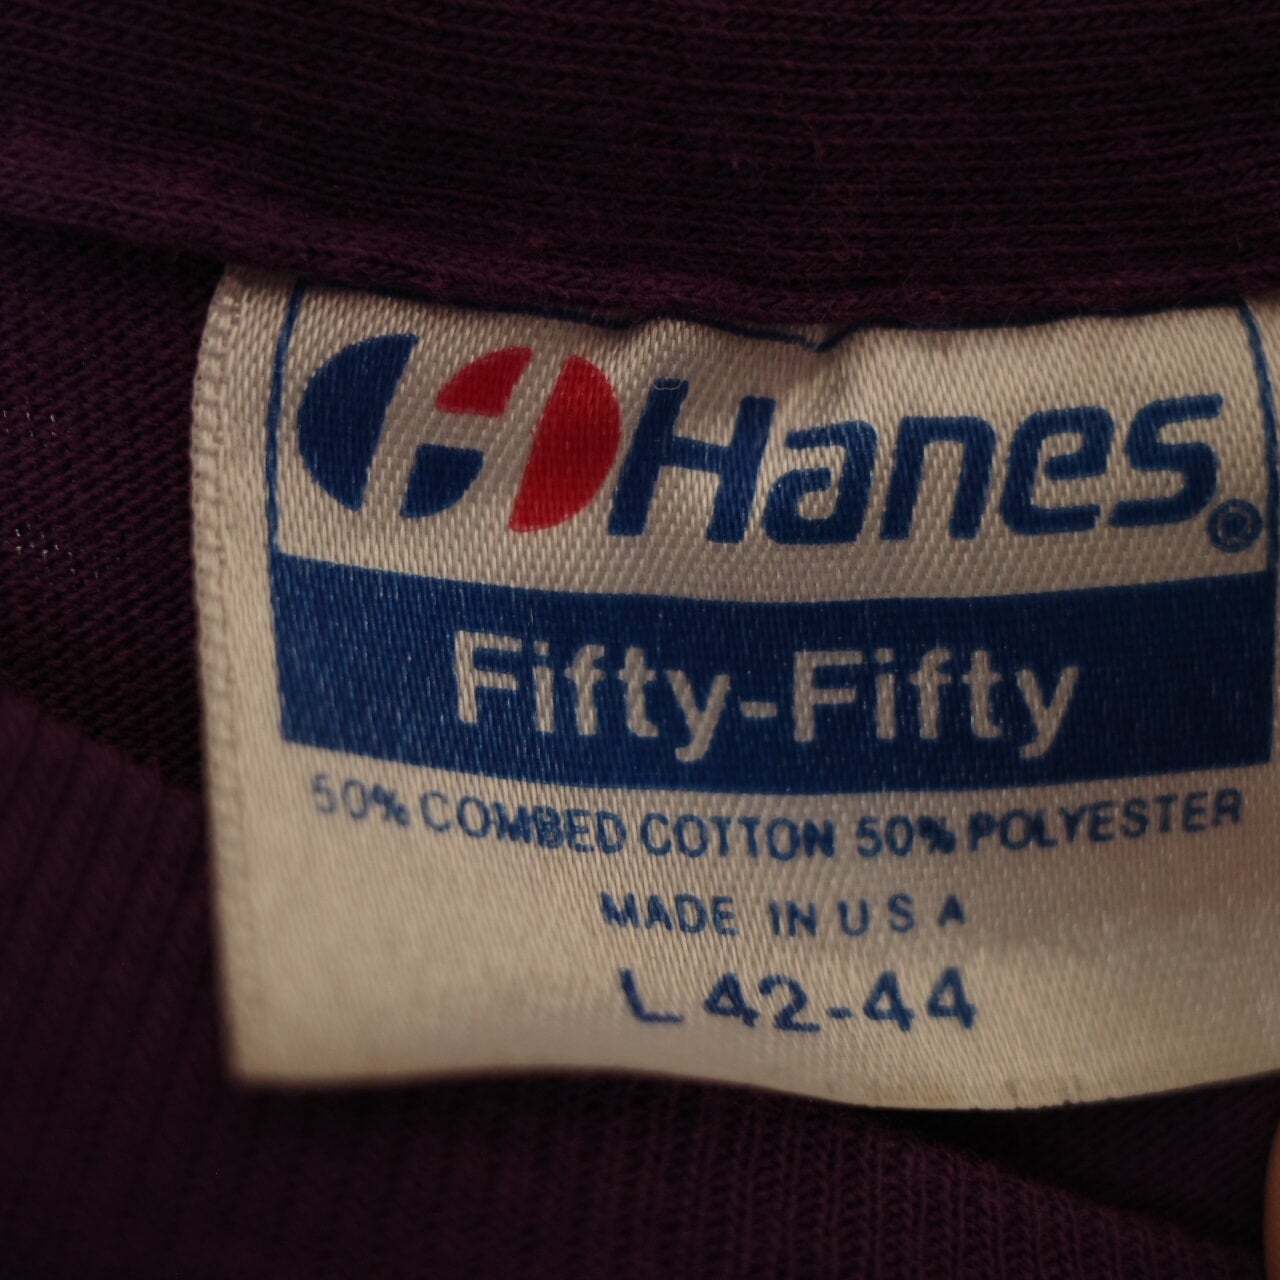 Hanes®
Fifty-Fifty
50% COMBED COTTON 50% POLYESTER
MADE IN U S A
L 42-44